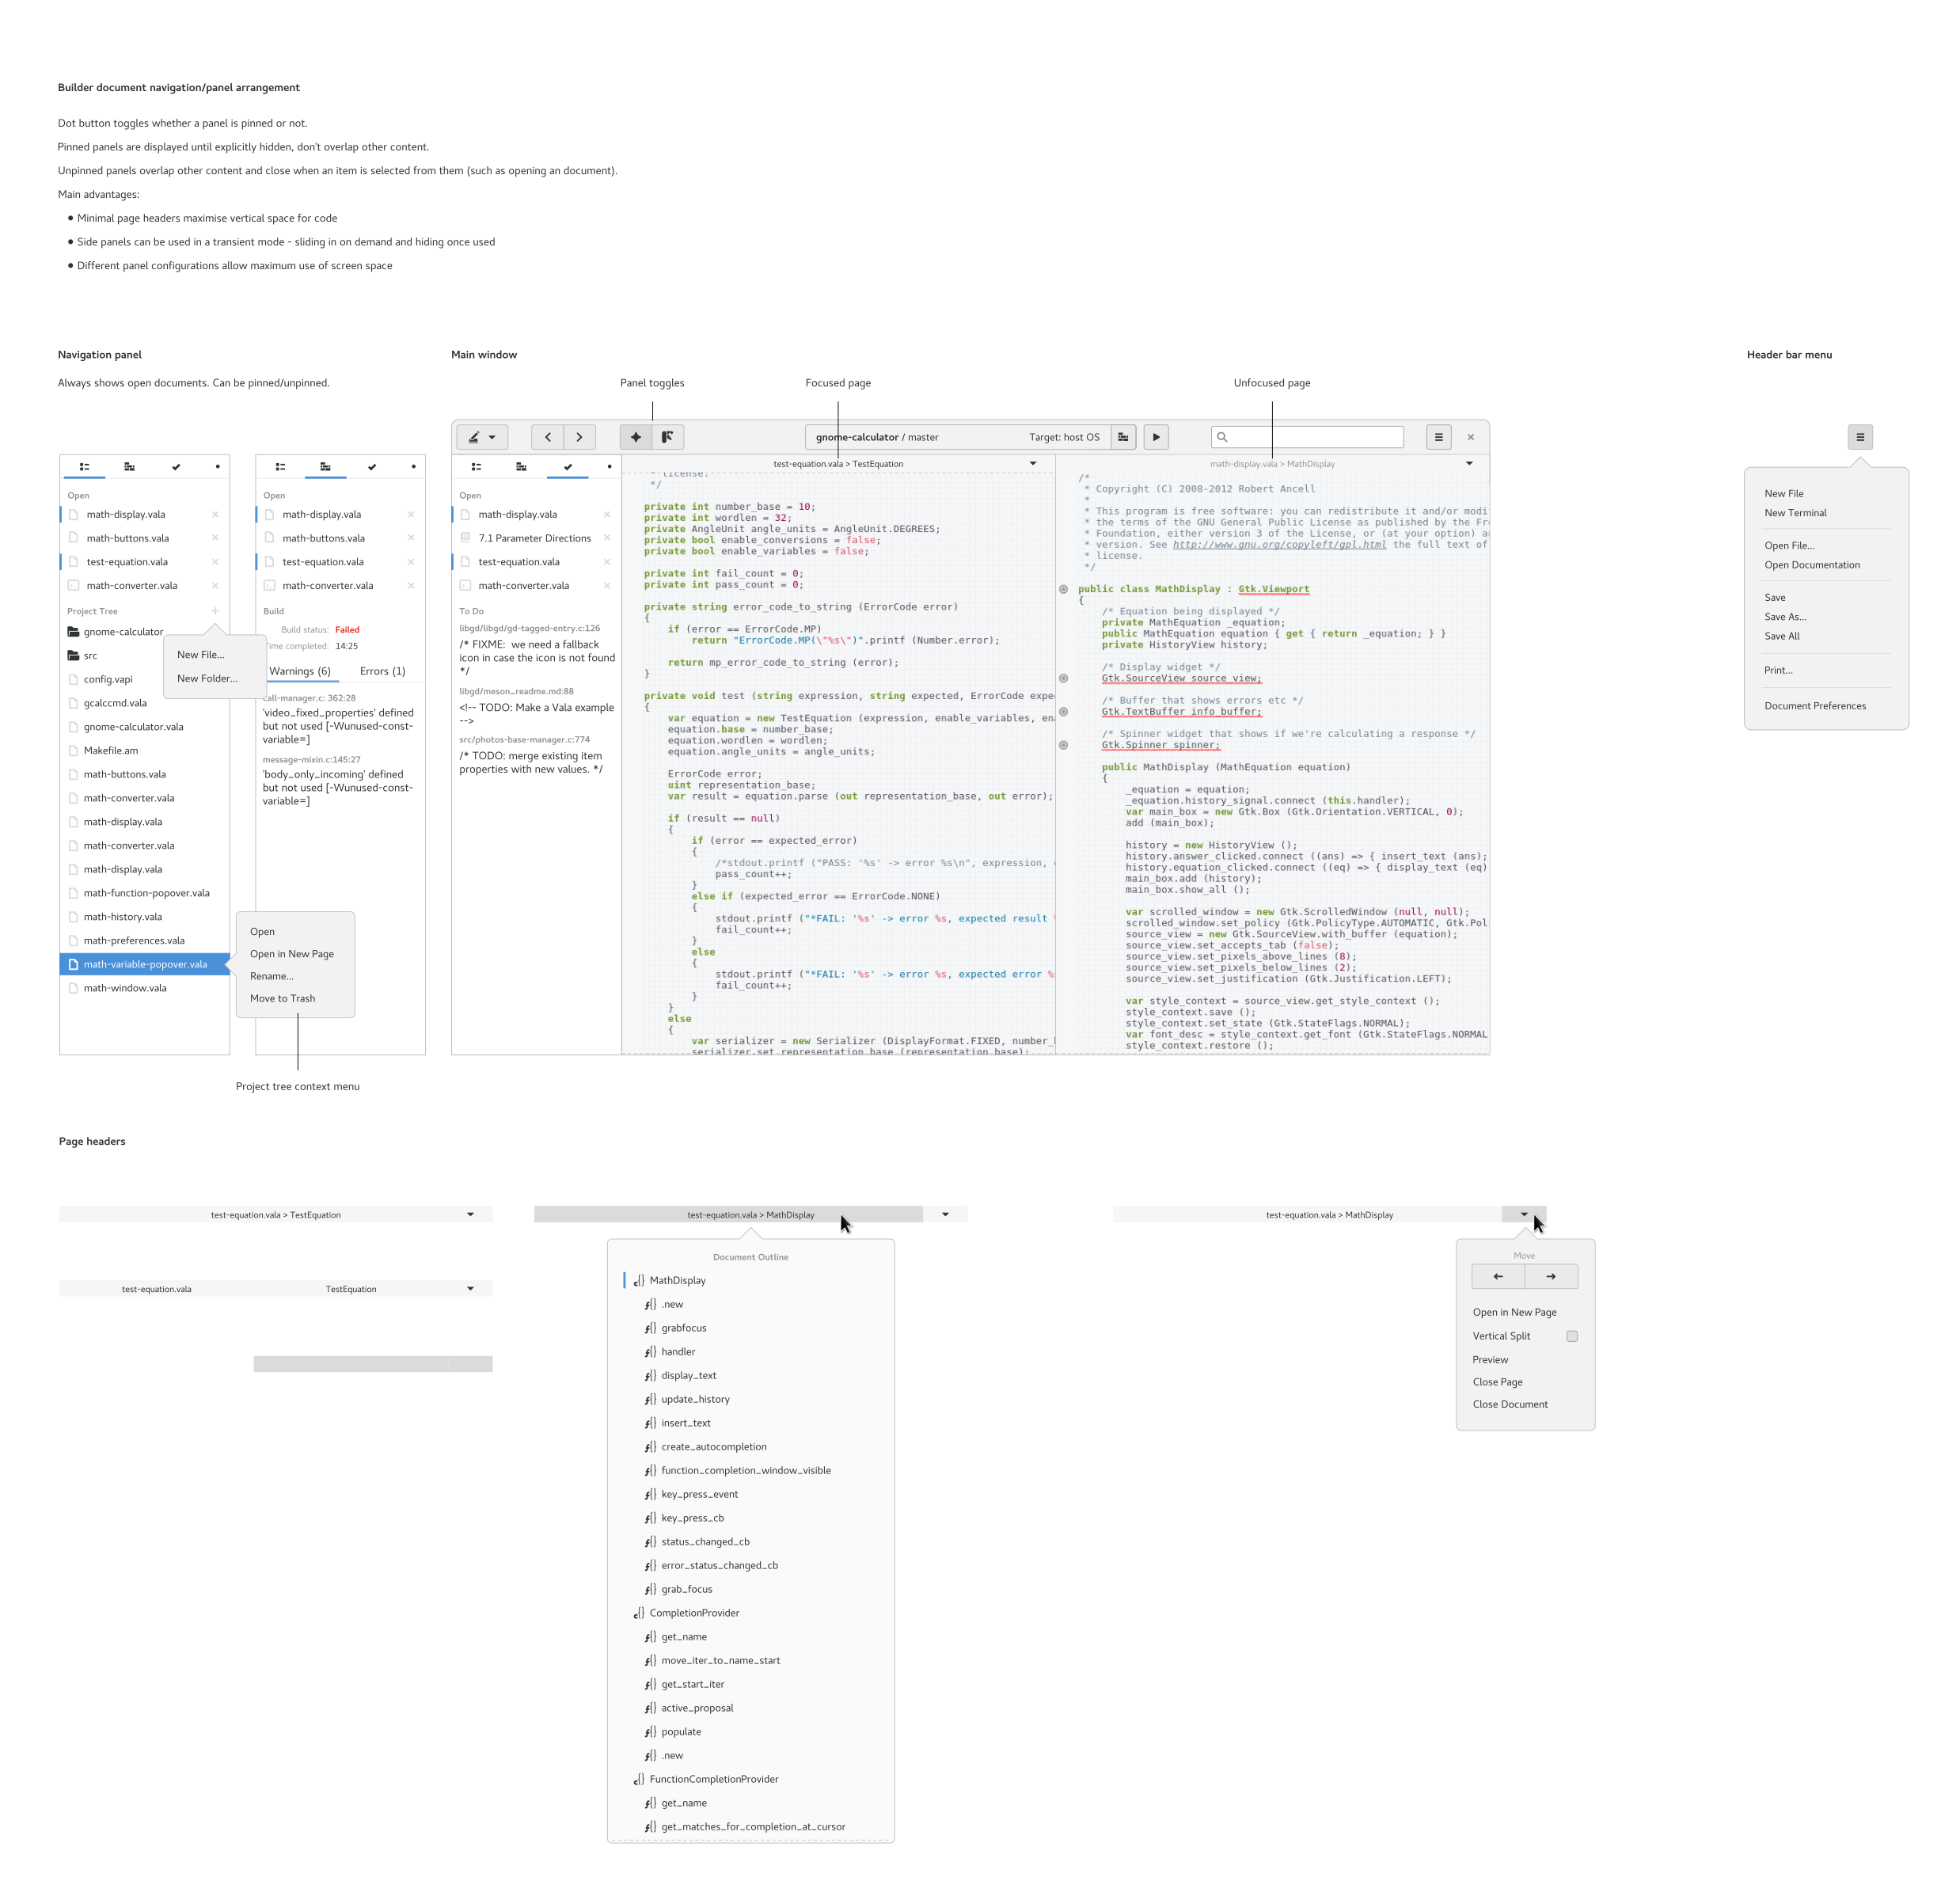 Builder document navigation/panel arrangement
Dot button toggles whether a panel is pinned or not.
Pinned panels are displayed until explicitly hidden, don't overlap other content.
Unpinned panels overlap other content and close when an item is selected from them (such as opening an document).
Main advantages:
• Minimal page headers maximise vertical space for code
• Side panels can be used in a transient mode - sliding in on demand and hiding once used
• Different panel configurations allow maximum use of screen space
Navigation panel
Always shows open documents. Can be pinned/unpinned.
Open
math-display.vala
math-buttons.vala
test-equation.vala
math-converter.vala
Project Tree
gnome-calculator
src
config.vapi
gcalccmd.vala
gnome-calculator.vala
Makefile.am
math-buttons.vala
math-converter.vala
math-display.vala
math-converter.vala
math-display.vala
math-function-popover.vala
math-history.vala
math-preferences.vala
math-variable-popover.vala
math-window.vala
New File...
New Folder...
Open
Open in New Page
Rename...
Move to Trash
Project tree context menu
Open
math-display.vala
math-buttons.vala
test-equation.vala
math-converter.vala
Build
Build status: Failed
Time completed: 14:25
Warnings (6) Errors (1)
call-manager.c: 362:28
'video_fixed_properties' defined
but not used [-Wunused-const-
variable=]
message-mixin.c:145:27
'body_only_incoming' defined
but not used [-Wunused-const-
variable=]
Main window
Panel toggles
Focused page
Unfocused page
gnome-calculator / master Target: host OS
Open
math-display.vala
7.1 Parameter Directions
test-equation.vala
math-converter.vala
To Do
libgd/libgd/gd-tagged-entry.c:126
/* FIXME:  we need a fallback
icon in case the icon is not found
*/
libgd/meson_readme.md:88
<!-- TODO: Make a Vala example
-->
src/photos-base-manager.c:774
/* TODO: merge existing item
properties with new values. */
test-equation.vala > TestEquation
* license.
*/
private int number_base = 10;
private int wordlen = 32;
private AngleUnit angle_units = AngleUnit.DEGREES;
private bool enable_conversions = false;
private bool enable_variables = false;
private int fail_count = 0;
private int pass_count = 0;
private string error_code_to_string (ErrorCode error)
{
if (error == ErrorCode.MP)
return "ErrorCode.MP(\"%s\")".printf (Number.error);
return mp_error_code_to_string (error);
}
private void test (string expression, string expected, ErrorCode expe
{
var equation = new TestEquation (expression, enable_variables, en
equation.base = number_base;
equation.wordlen = wordlen;
equation.angle_units = angle_units;
ErrorCode error;
uint representation_base;
var result = equation.parse (out representation_base, out error);
if (result == null)
{
if (error == expected_error)
{
/*stdout.printf ("PASS: '%s' -> error %s\n", expression,
pass_count++;
}
else if (expected_error == ErrorCode.NONE)
{
stdout.printf ("*FAIL: '%s' -> error %s, expected result
fail_count++;
}
else
{
stdout.printf ("*FAIL: '%s' -> error %s, expected error %
fail_count++;
}
}
else
{
var serializer = new Serializer (DisplayFormat.FIXED, number_
serializer.set_representation_base (representation_base);
math-display.vala > MathDisplay
/*
* Copyright (C) 2008-2012 Robert Ancell
*
* This program is free software: you can redistribute it and/or modi
* the terms of the GNU General Public License as published by the Fr
* Foundation, either version 3 of the License, or (at your option) a
* version. See http://www.gnu.org/copyleft/gpl.html the full text of
* license.
*/
public class MathDisplay : Gtk.Viewport
{
/* Equation being displayed */
private MathEquation _equation;
public MathEquation equation { get { return _equation; } }
private HistoryView history;
/* Display widget */
Gtk.SourceView source_view;
/* Buffer that shows errors etc */
Gtk.TextBuffer info_buffer;
/* Spinner widget that shows if we're calculating a response */
Gtk.Spinner spinner;
public MathDisplay (MathEquation equation)
{
_equation = equation;
_equation.history_signal.connect (this.handler);
var main_box = new Gtk.Box (Gtk.Orientation.VERTICAL, 0);
add (main_box);
history = new HistoryView ();
history.answer_clicked.connect ((ans) => { insert_text (ans);
history.equation_clicked.connect ((eq) => { display_text (eq)
main_box.add (history);
main_box.show_all ();
var scrolled_window = new Gtk.ScrolledWindow (null, null);
scrolled_window.set_policy (Gtk.PolicyType.AUTOMATIC, Gtk.Pol
source_view = new Gtk.SourceView.with_buffer (equation);
source_view.set_accepts_tab (false);
source_view.set_pixels_above_lines (8);
source_view.set_pixels_below_lines (2);
source_view.set_justification (Gtk.Justification.LEFT);
var style_context = source_view.get_style_context ();
style_context.save ();
style_context.set_state (Gtk.StateFlags.NORMAL);
var font_desc = style_context.get_font (Gtk.StateFlags.NORMAL
style_context.restore ();
Header bar menu
New File
New Terminal
Open File...
Open Documentation
Save
Save As...
Save All
Print...
Document Preferences
Page headers
test-equation.vala > TestEquation
test-equation.vala TestEquation
test-equation.vala > MathDisplay
Document Outline
c{} MathDisplay
f{} .new
f{} grabfocus
f{} handler
f{} display_text
f{} update_history
f{} insert_text
f{} create_autocompletion
f{} function_completion_window_visible
f{} key_press_event
f{} key_press_cb
f{} status_changed_cb
f{} error_status_changed_cb
f{} grab_focus
c{} CompletionProvider
f{} get_name
f{} move_iter_to_name_start
f{} get_start_iter
f{} active_proposal
f{} populate
f{} .new
c{} FunctionCompletionProvider
f{} get_name
f{} get_matches_for_completion_at_cursor
test-equation.vala > MathDisplay
Move
Open in New Page
Vertical Split
Preview
Close Page
Close Document